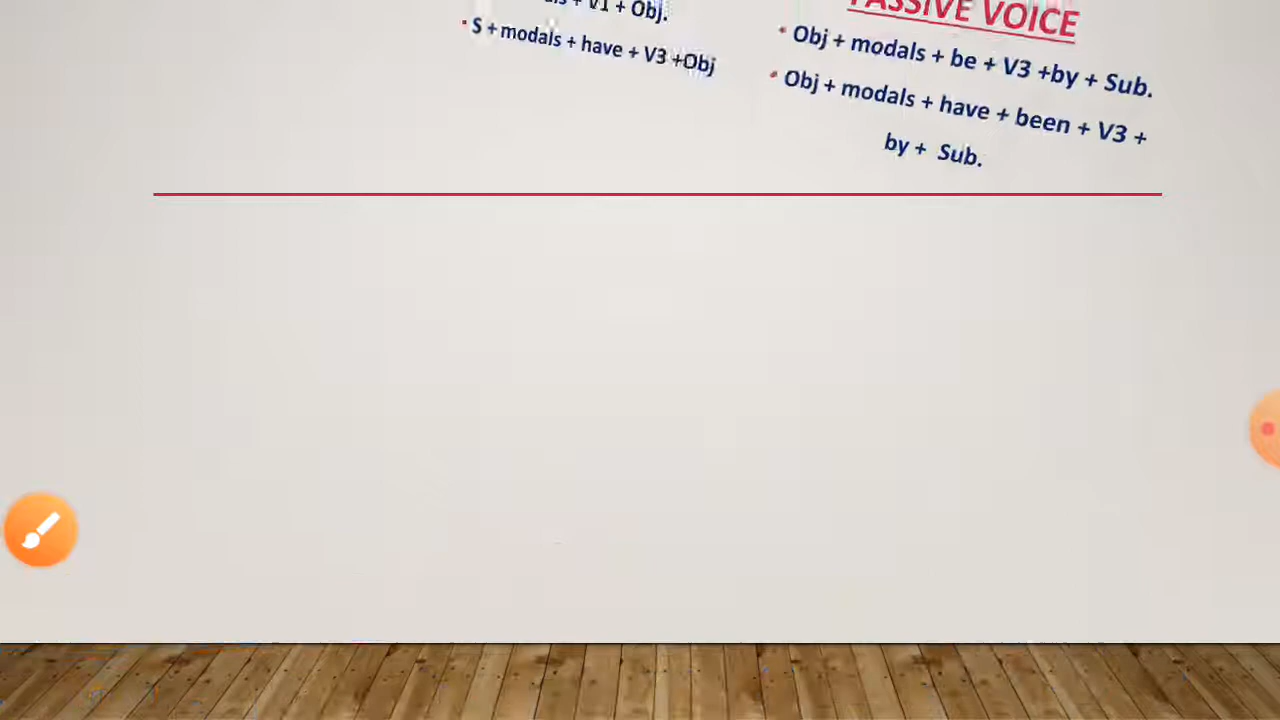 + V1 + Obj.
S + modals + have + V3 +Obj
PASSIVE VOICE
Obj + modals + be + V3 +by + Sub.
Obj + modals + have + been + V3 +
by + Sub.